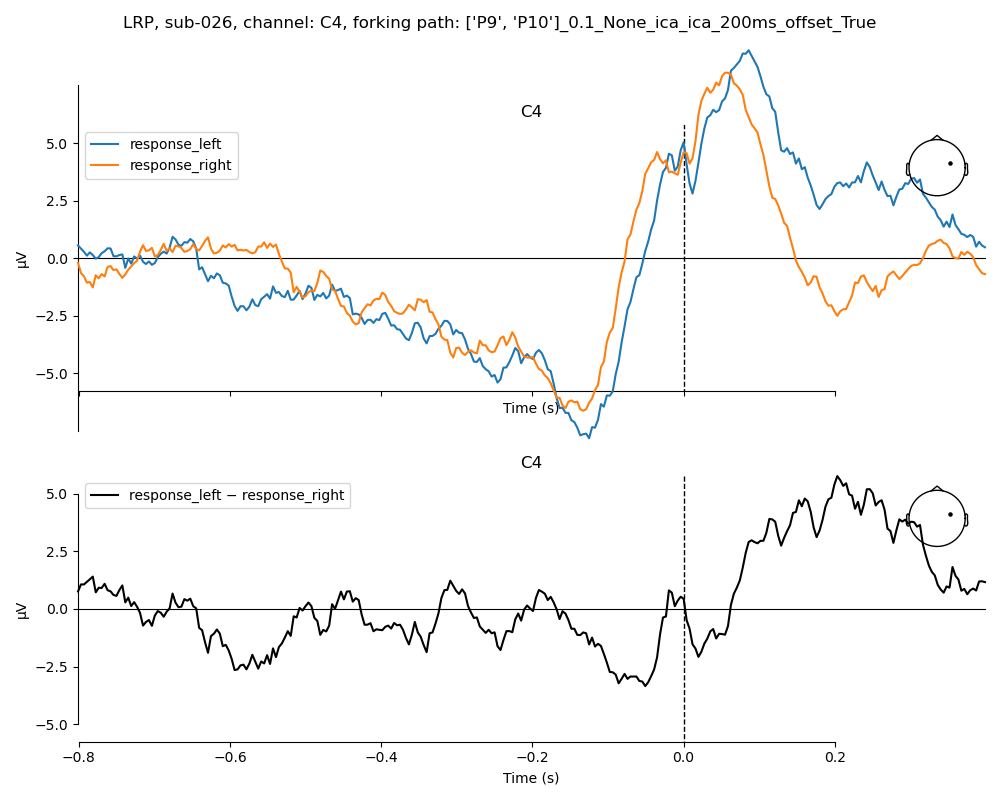 LRP, sub-026, channel: C4, forking path: ['P9', 'P10']_0.1_None_ica_ica_200ms_offset_True
C4
response_left
response_right
5.0
2.5
0.0
−2.5
−5.0
µV
Time (s)
C4
response_left − response_right
5.0
2.5
0.0
−2.5
−5.0
µV
−0.8
−0.6
−0.4
−0.2
0.0
0.2
Time (s)